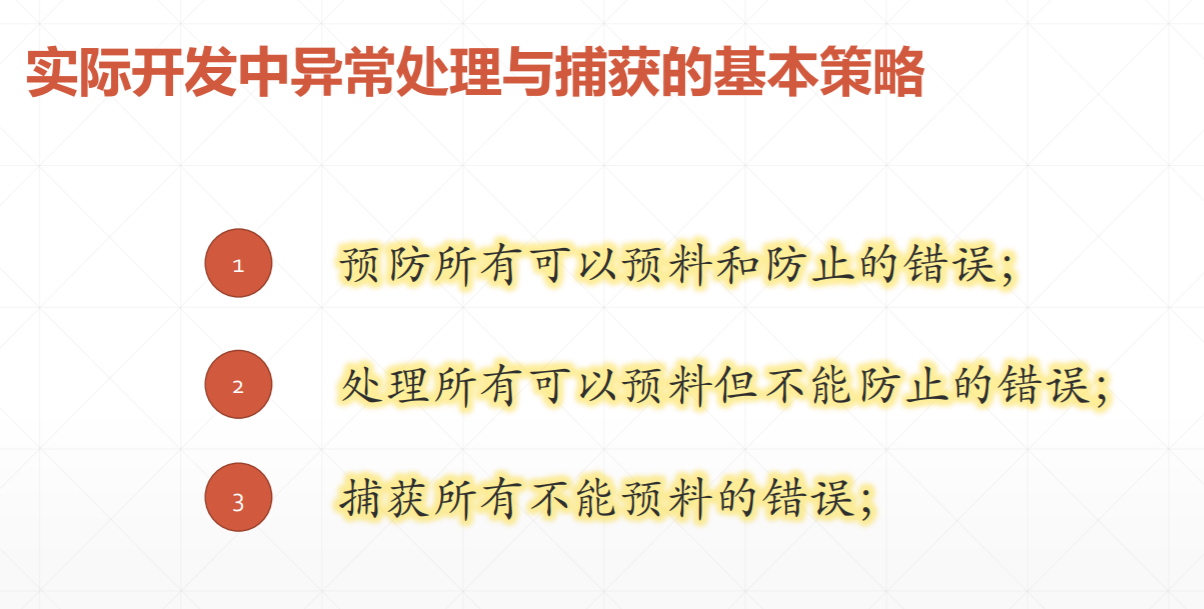 实际开发中异常处理与捕获的基本策略
1 预防所有可以预料和防止的错误;
2 处理所有可以预料但不能防止的错误;
3 捕获所有不能预料的错误;